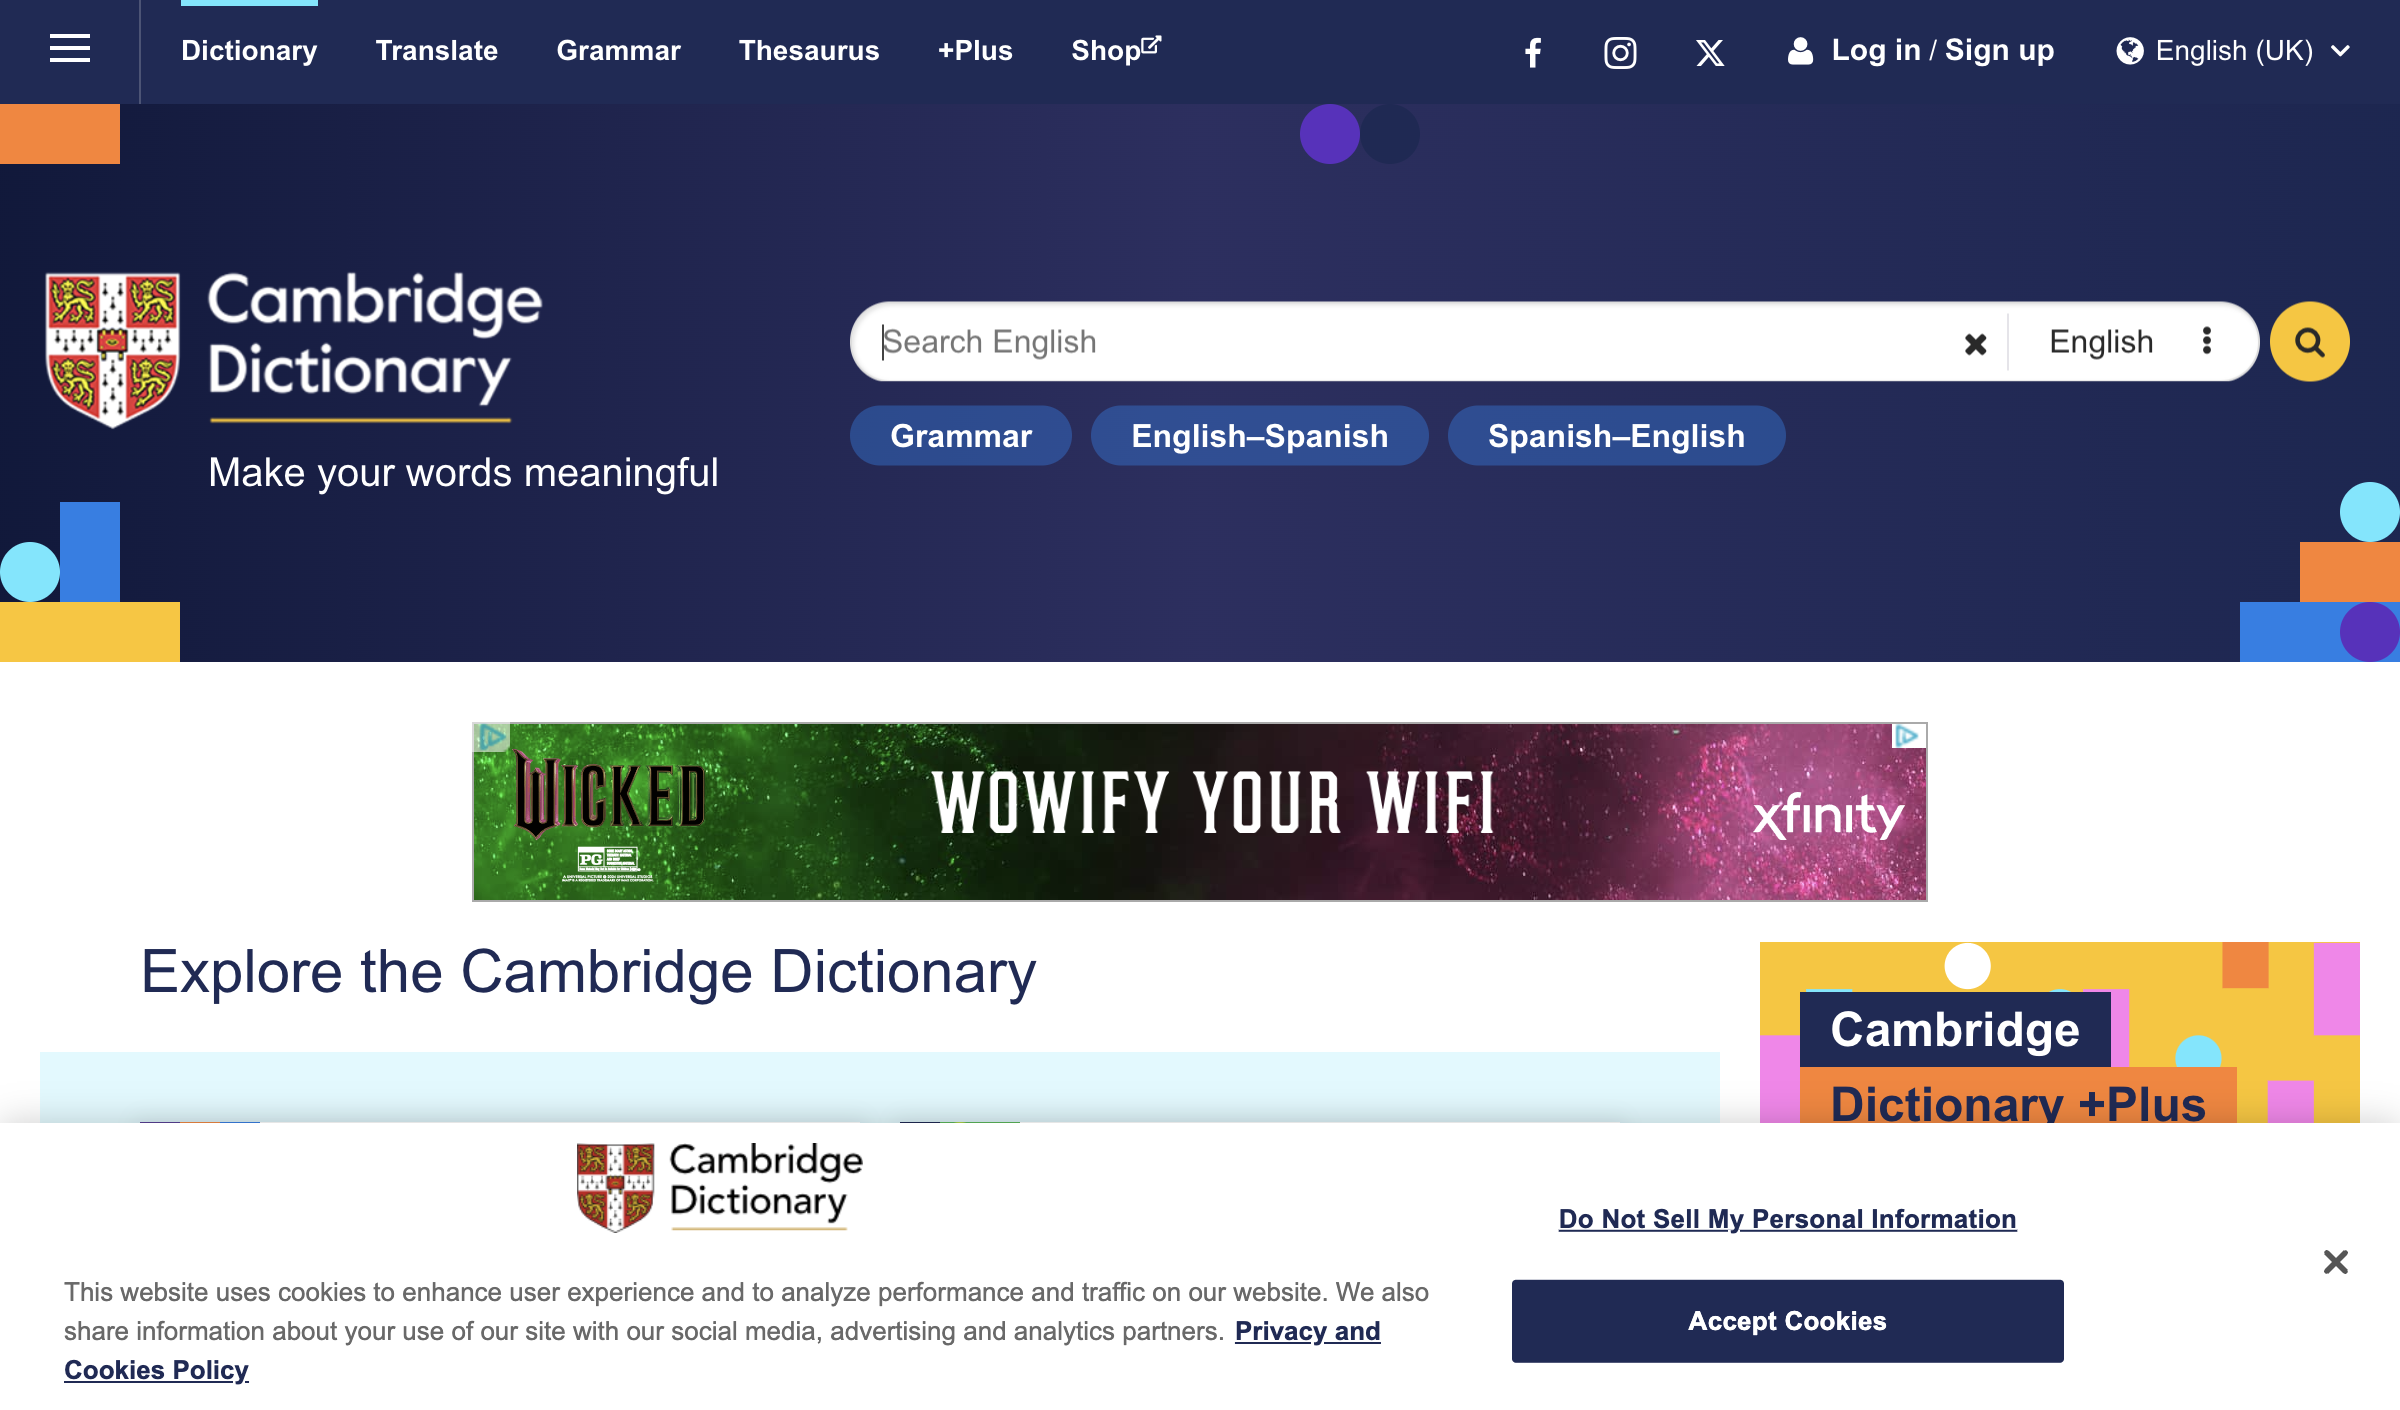 Dictionary
Translate
Grammar
Thesaurus
+Plus
Shop
Log in / Sign up
English (UK)
Cambridge
Dictionary
Make your words meaningful
Search English
English
Grammar
English–Spanish
Spanish–English
WICKED
PG
WOWIFY YOUR WIFI
xfinity
Explore the Cambridge Dictionary
Cambridge
Dictionary +Plus
Cambridge
Dictionary
This website uses cookies to enhance user experience and to analyze performance and traffic on our website. We also
share information about your use of our site with our social media, advertising and analytics partners. Privacy and
Cookies Policy
Do Not Sell My Personal Information
Accept Cookies